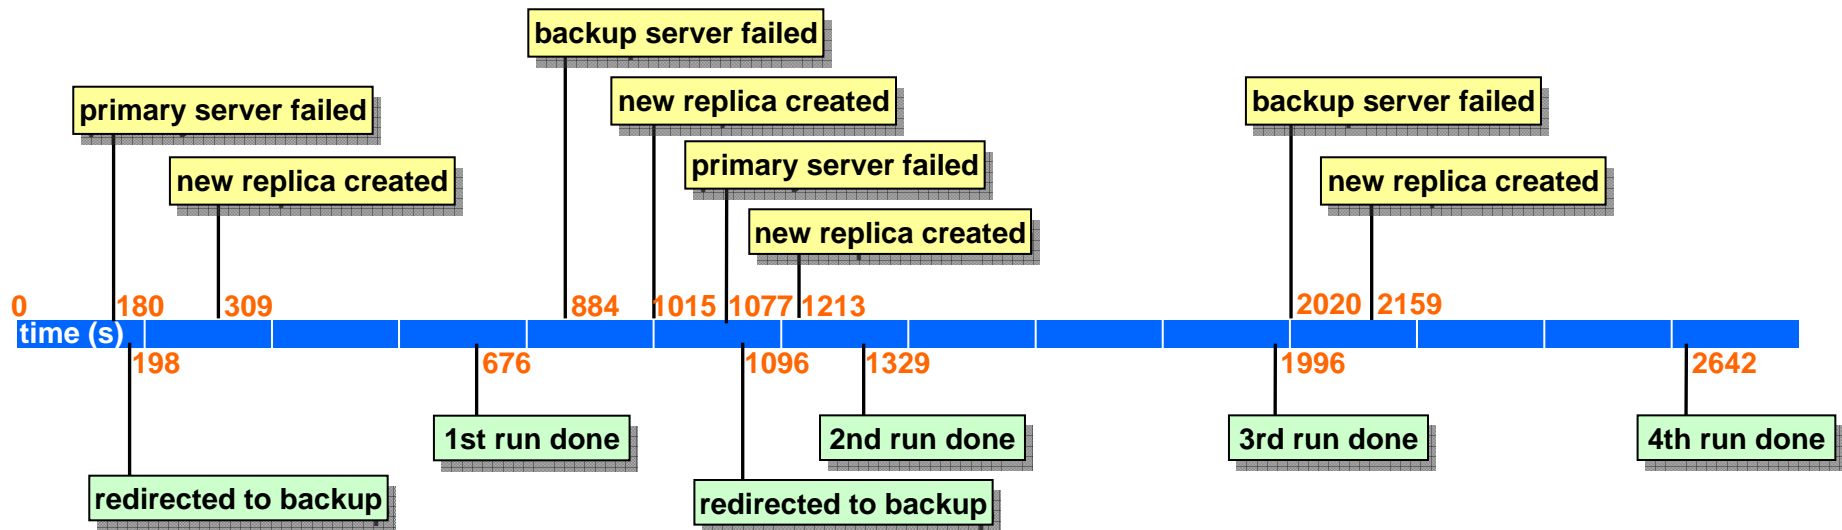 backup server failed
new replica created
primary server failed
backup server failed
primary server failed
new replica created
new replica created
new replica created
0
180
309
884
1015
1077
1213
2020
2159
time (s)
198
676
1096
1329
1996
2642
1st run done
2nd run done
3rd run done
4th run done
redirected to backup
redirected to backup